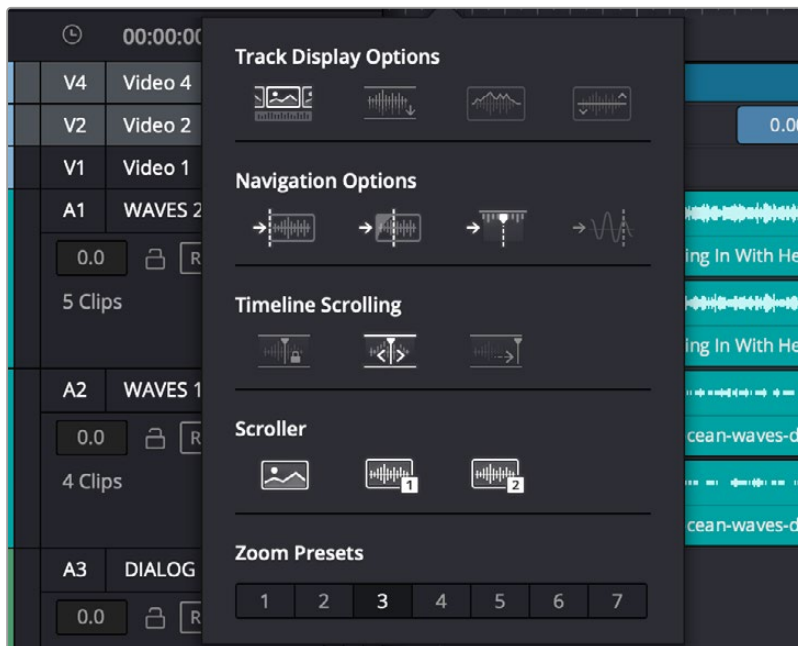 00:00:00
Track Display Options
V4 Video 4
V2 Video 2
0.00
V1 Video 1
Navigation Options
A1 WAVES 2
0.0 R
ing In With He
5 Clips
Timeline Scrolling
ing In With He
A2 WAVES 1
0.0 R
Scroller
cean-waves-d
4 Clips
1 2
cean-waves-d
Zoom Presets
A3 DIALOG
1 2 3 4 5 6 7
0.0 R